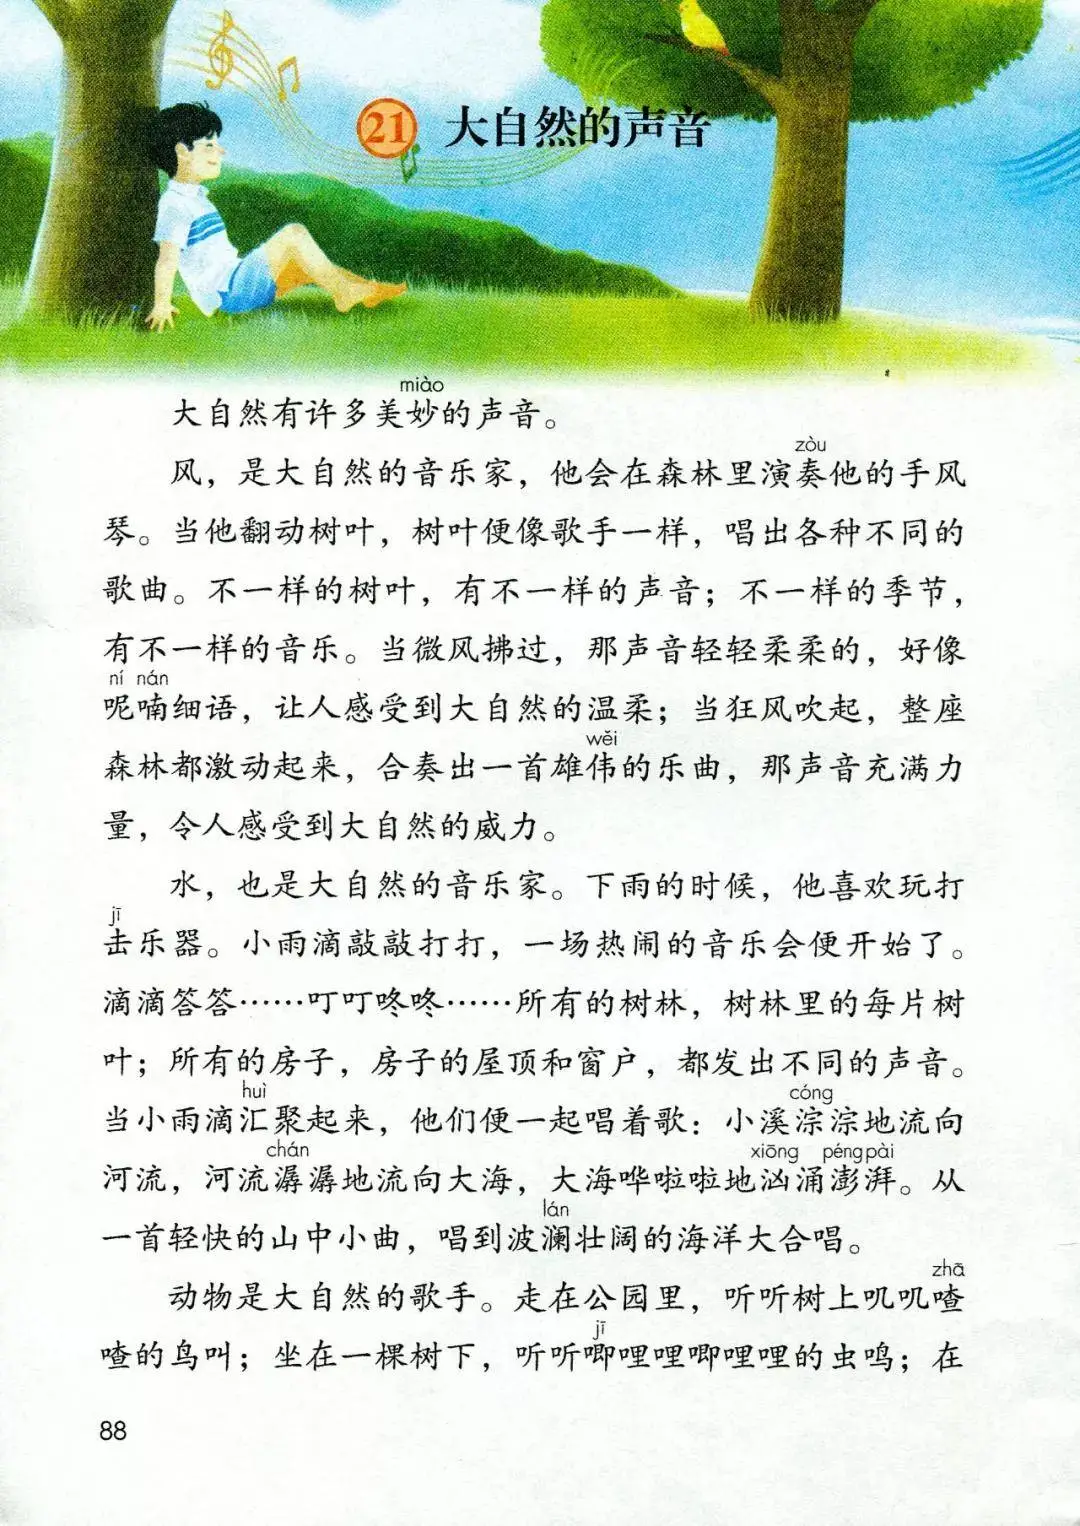 21 大自然的声音
miào
大自然有许多美妙的声音。
zòu
风，是大自然的音乐家，他会在森林里演奏他的手风
琴。当他翻动树叶，树叶便像歌手一样，唱出各种不同的
歌曲。不一样的树叶，有不一样的声音；不一样的季节，
有不一样的音乐。当微风拂过，那声音轻轻柔柔的，好像
ní nán
呢喃细语，让人感受到大自然的温柔；当狂风吹起，整座
wěi
森林都激动起来，合奏出一首雄伟的乐曲，那声音充满力
量，令人感受到大自然的威力。
水，也是大自然的音乐家。下雨的时候，他喜欢玩打
jī
击乐器。小雨滴敲敲打打，一场热闹的音乐会便开始了。
滴滴答答……叮叮咚咚……所有的树林，树林里的每片树
叶；所有的房子，房子的屋顶和窗户，都发出不同的声音。
huì cóng
当小雨滴汇聚起来，他们便一起唱着歌：小溪淙淙地流向
chán xiōng péng pài
河流，河流潺潺地流向大海，大海哗啦啦地汹涌澎湃。从
lán
一首轻快的山中小曲，唱到波澜壮阔的海洋大合唱。
zhā
动物是大自然的歌手。走在公园里，听听树上叽叽喳
jī
喳的鸟叫；坐在一棵树下，听听唧哩哩唧哩哩的虫鸣；在
88